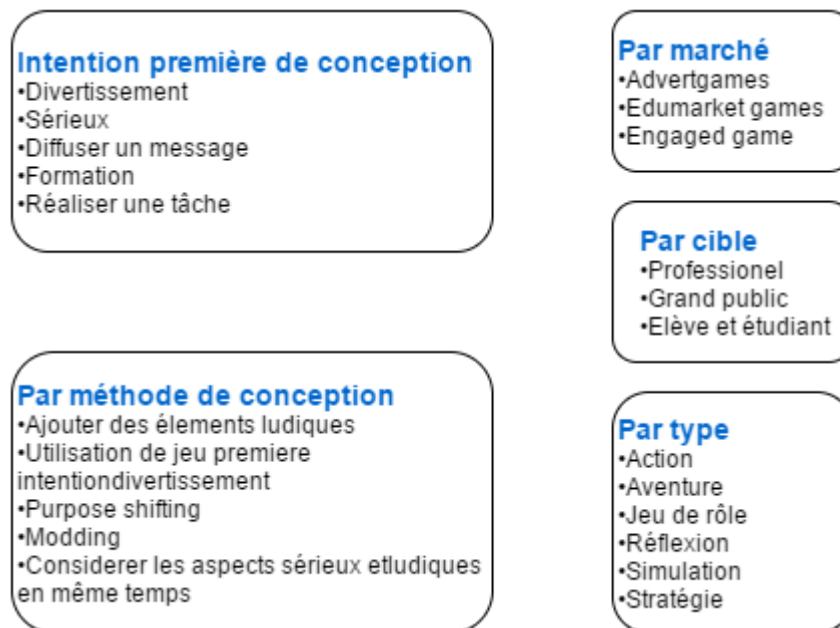 Intention première de conception
•Divertissement
•Sérieux
•Diffuser un message
•Formation
•Réaliser une tâche
Par méthode de conception
•Ajouter des élements ludiques
•Utilisation de jeu premiere
intentiondivertissement
•Purpose shifting
•Modding
•Considerer les aspects sérieux etludiques
en même temps
Par marché
•Advertgames
•Edumarket games
•Engaged game
Par cible
•Professionel
•Grand public
•Elève et étudiant
Par type
•Action
•Aventure
•Jeu de rôle
•Réflexion
•Simulation
•Stratégie